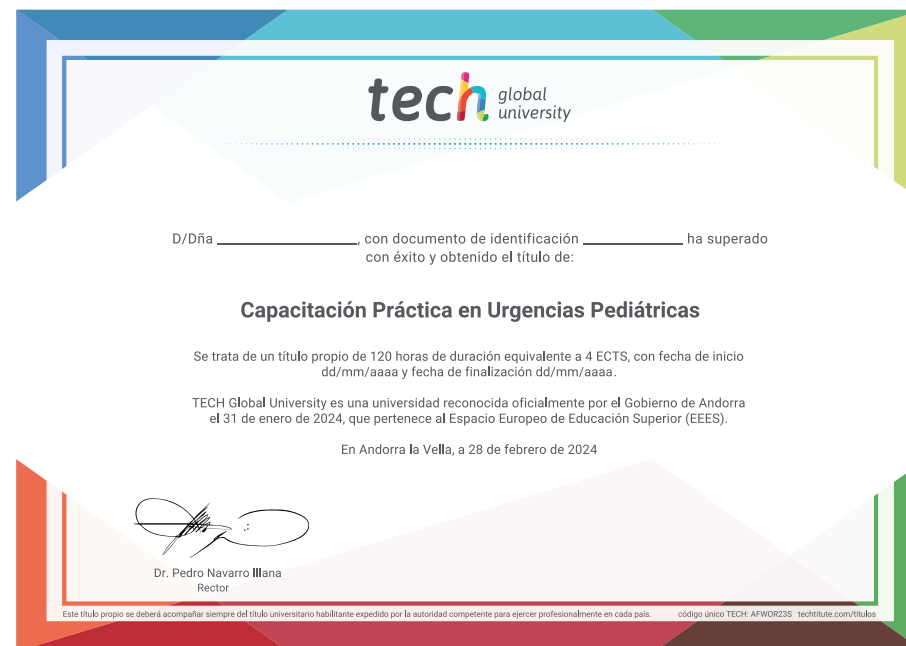 tech global university
D/Dña ____________________, con documento de identificación ______________ ha superado
con éxito y obtenido el título de:
Capacitación Práctica en Urgencias Pediátricas
Se trata de un título propio de 120 horas de duración equivalente a 4 ECTS, con fecha de inicio
dd/mm/aaaa y fecha de finalización dd/mm/aaaa.
TECH Global University es una universidad reconocida oficialmente por el Gobierno de Andorra
el 31 de enero de 2024, que pertenece al Espacio Europeo de Educación Superior (EEES).
En Andorra la Vella, a 28 de febrero de 2024
Dr. Pedro Navarro Illana
Rector
Este título propio se deberá acompañar siempre del título universitario habilitante expedido por la autoridad competente para ejercer profesionalmente en cada país. código único TECH: AFWOR23S techtitute.com/titulos